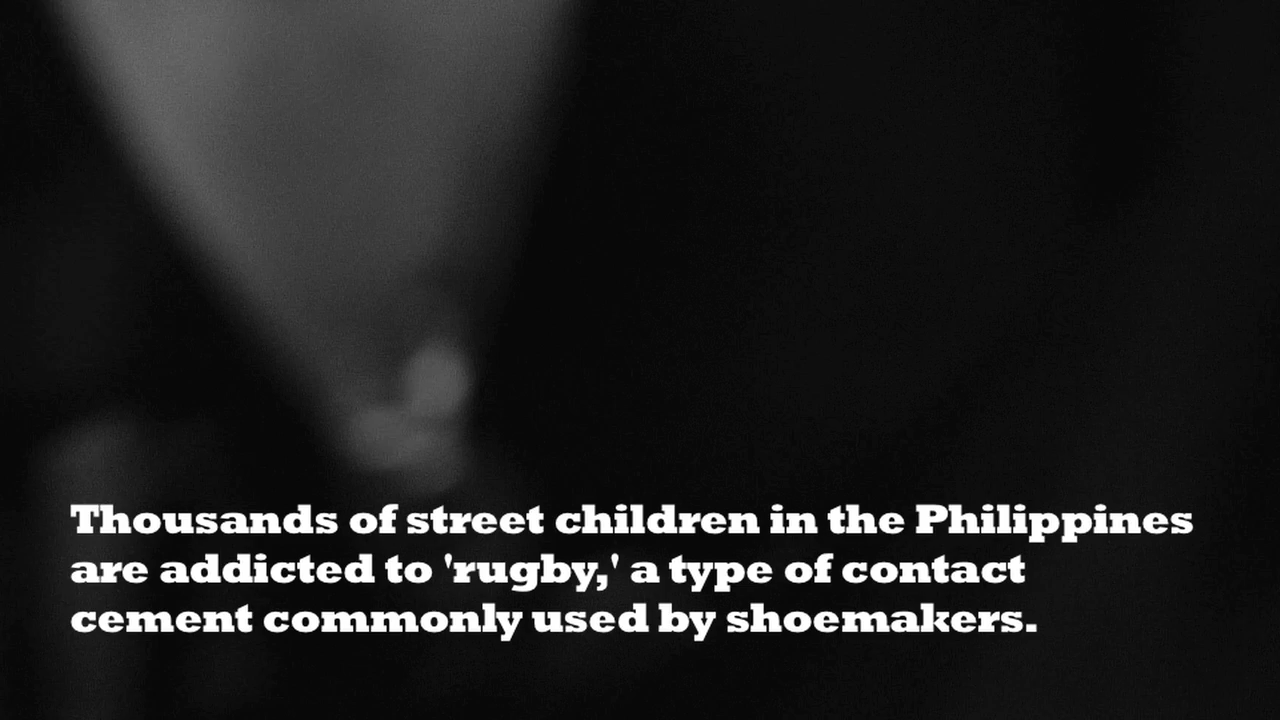 Thousands of street children in the Philippines
are addicted to 'rugby,' a type of contact
cement commonly used by shoemakers.